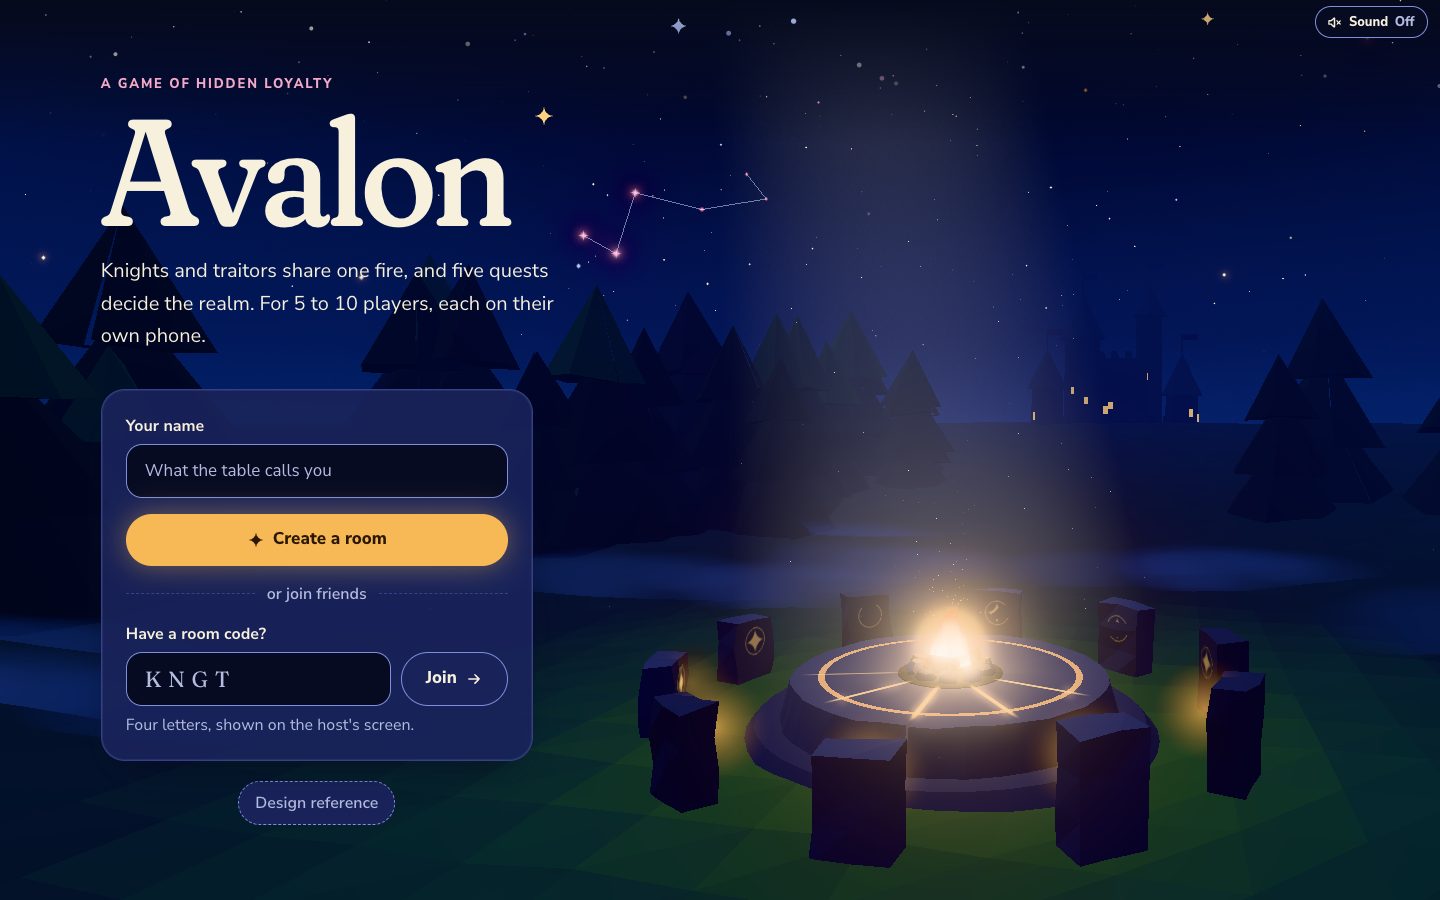 Sound Off
A GAME OF HIDDEN LOYALTY
Avalon
Knights and traitors share one fire, and five quests
decide the realm. For 5 to 10 players, each on their
own phone.
Your name
What the table calls you
Create a room
or join friends
Have a room code?
KNGT
Join
Four letters, shown on the host's screen.
Design reference